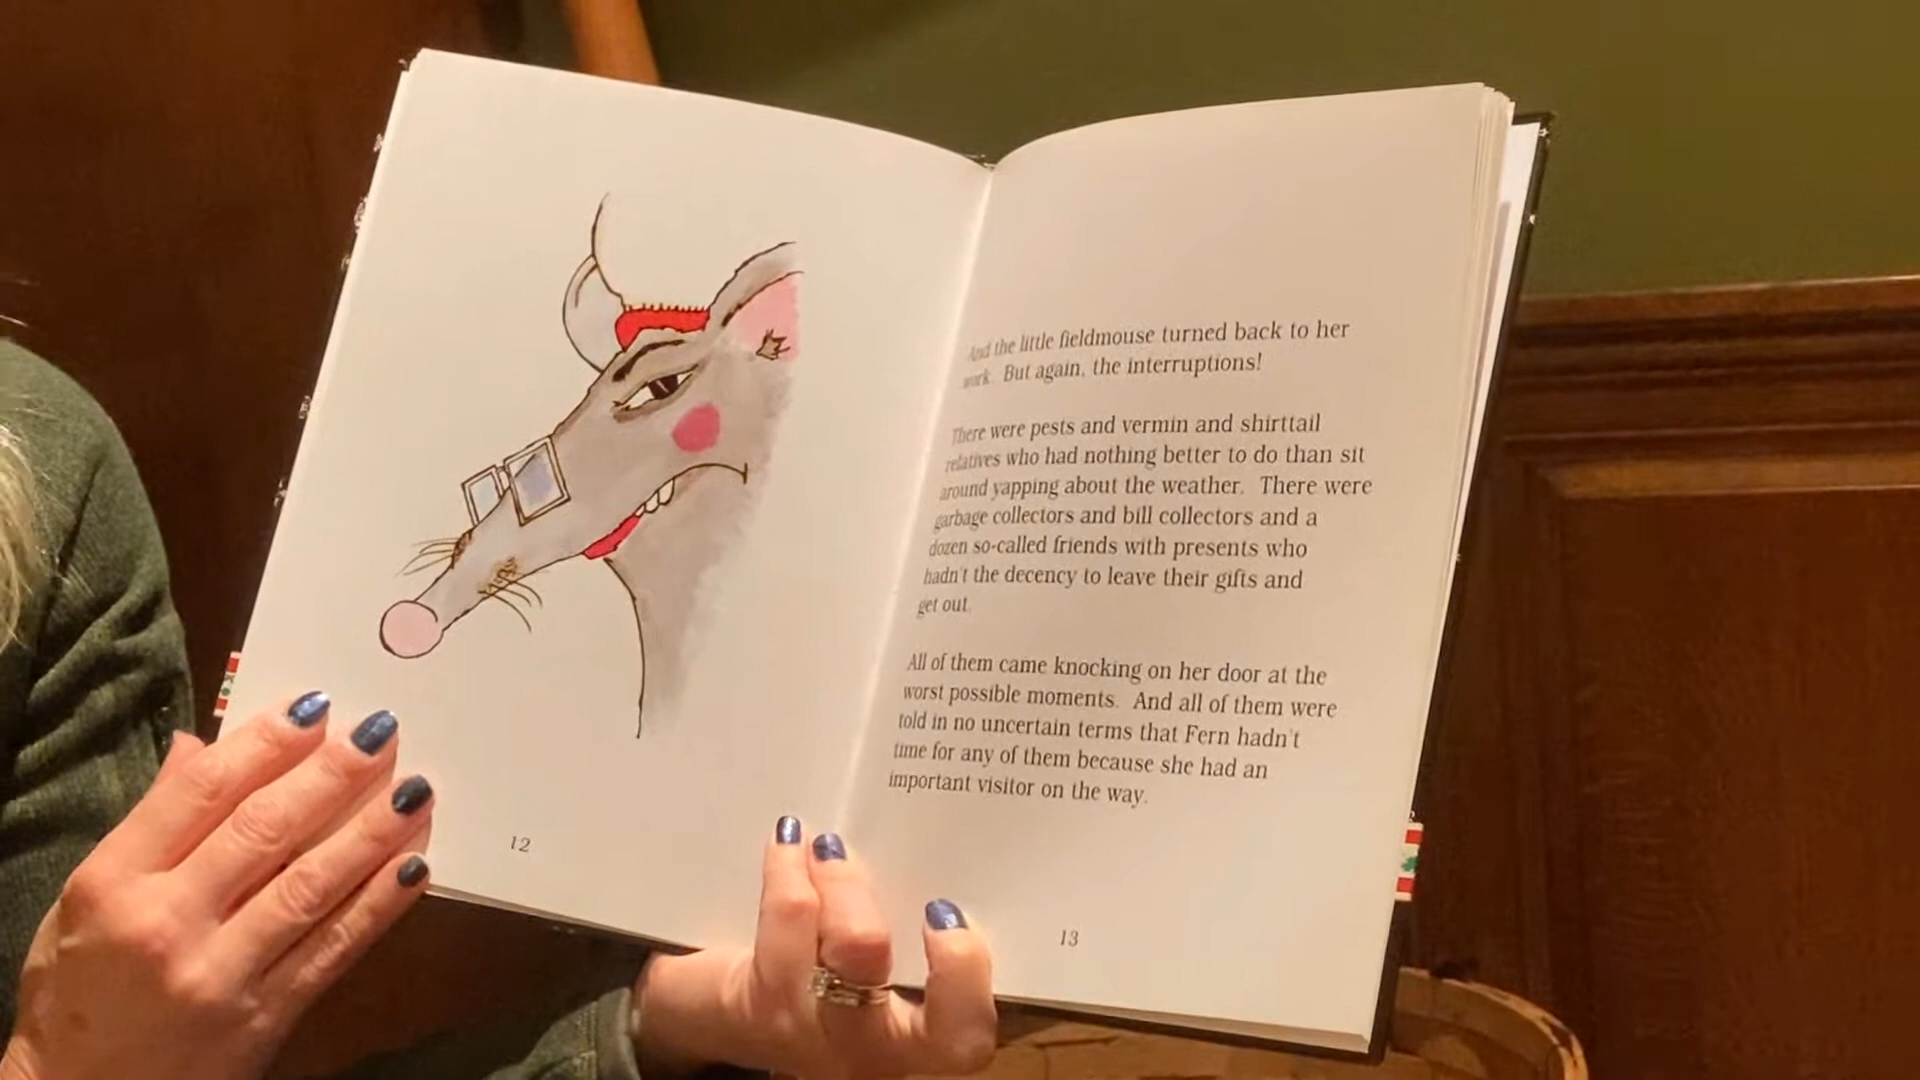 And the little fieldmouse turned back to her
work. But again, the interruptions!
There were pests and vermin and shirttail
relatives who had nothing better to do than sit
around yapping about the weather. There were
garbage collectors and bill collectors and a
dozen so-called friends with presents who
hadn't the decency to leave their gifts and
get out.
All of them came knocking on her door at the
worst possible moments. And all of them were
told in no uncertain terms that Fern hadn't
time for any of them because she had an
important visitor on the way.
12
13